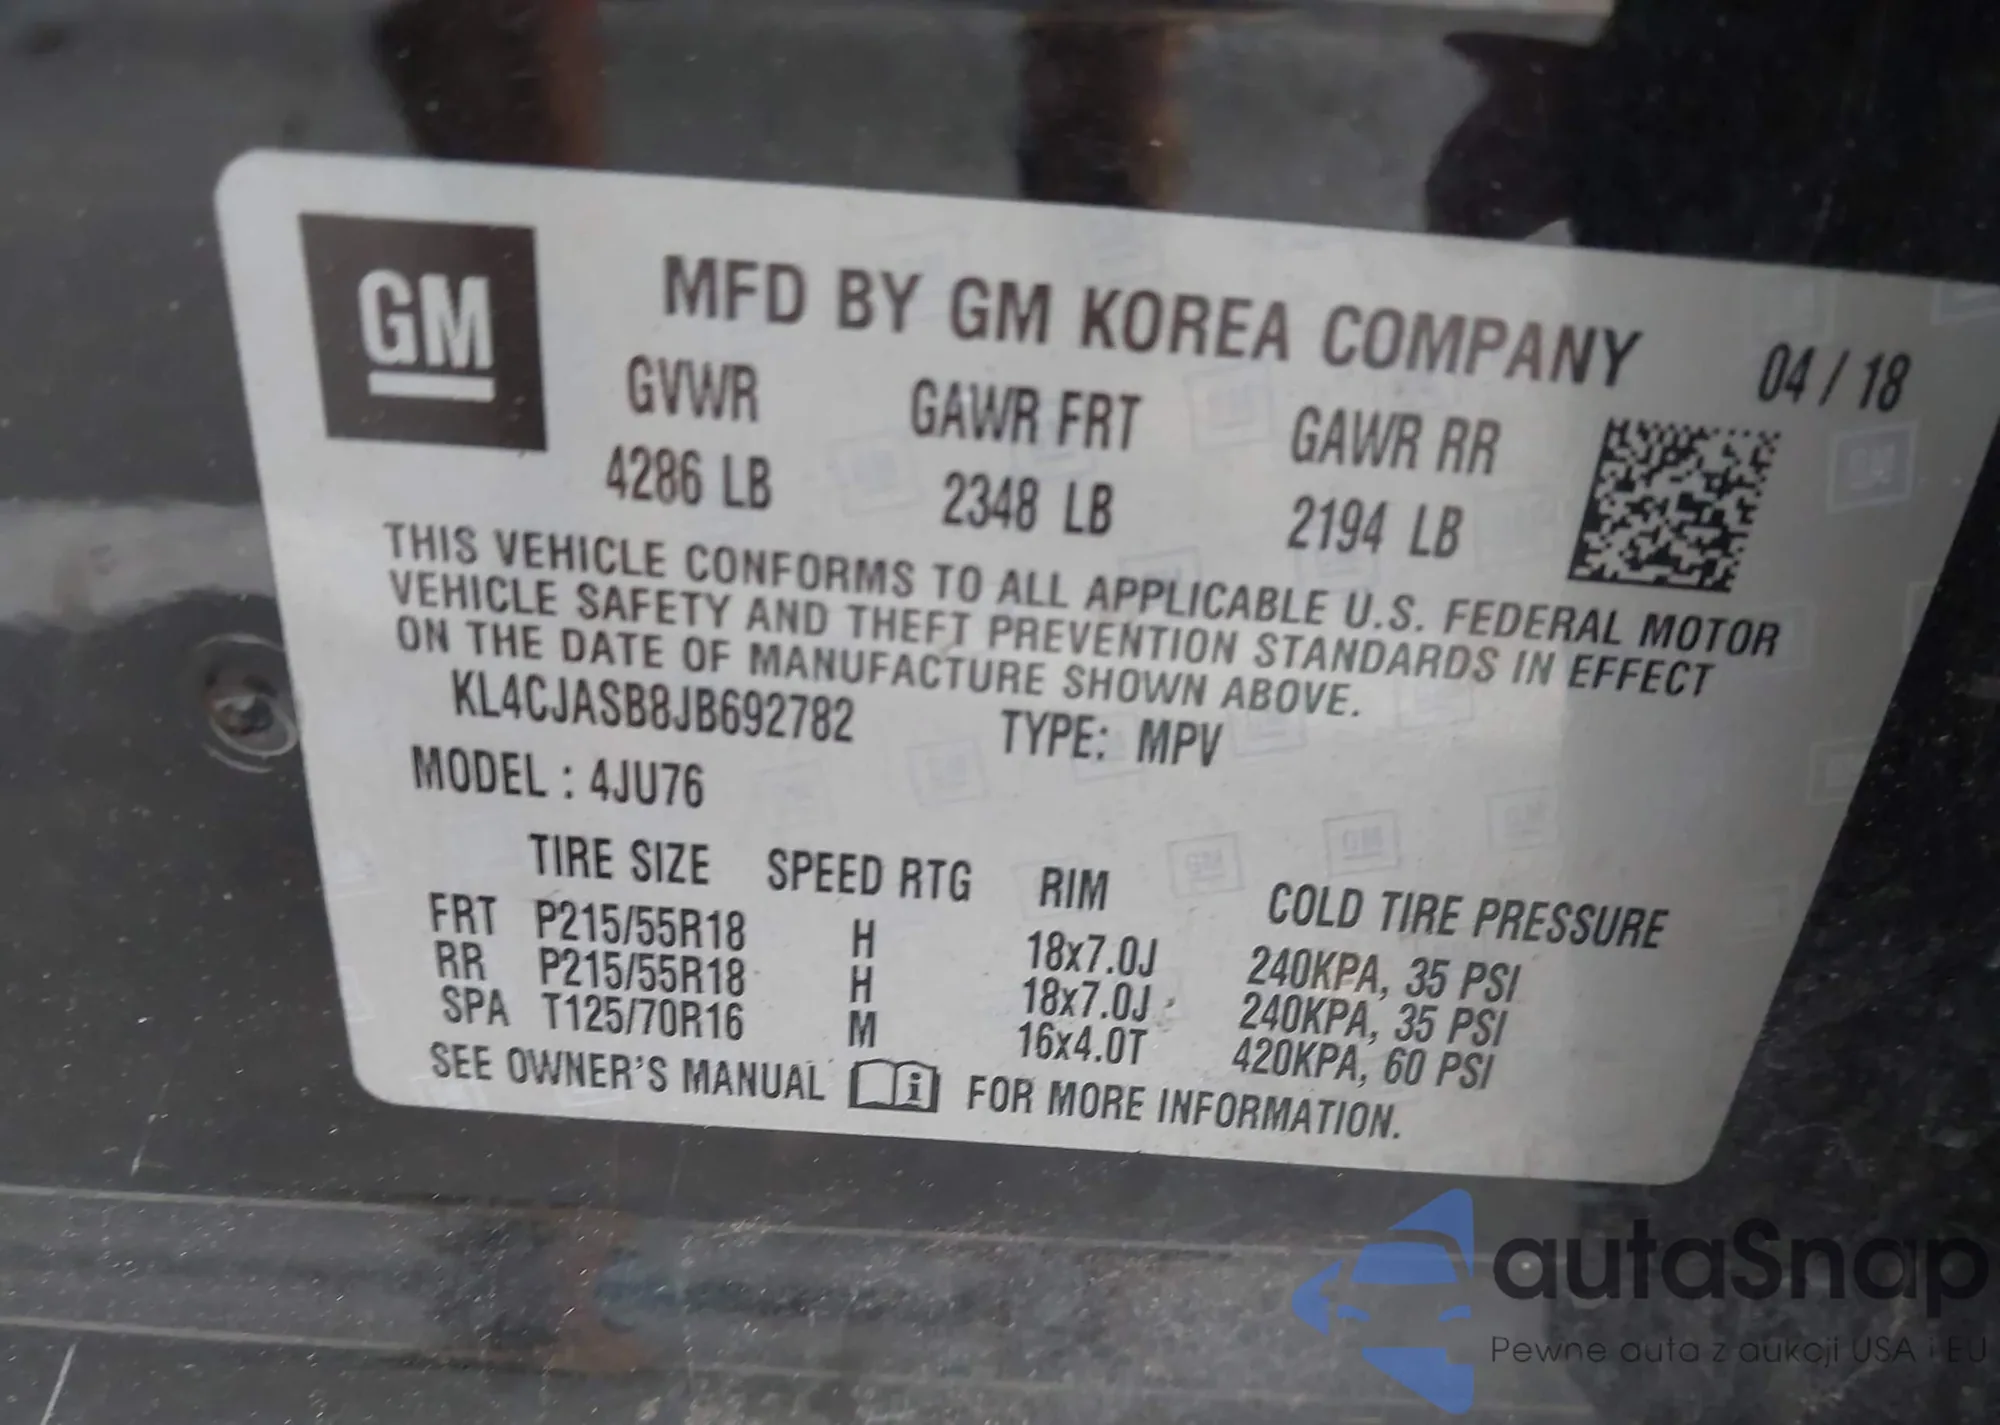 GM
MFD BY GM KOREA COMPANY 04 / 18
GVWR GAWR FRT GAWR RR
4286 LB 2348 LB 2194 LB
THIS VEHICLE CONFORMS TO ALL APPLICABLE U.S. FEDERAL MOTOR
VEHICLE SAFETY AND THEFT PREVENTION STANDARDS IN EFFECT
ON THE DATE OF MANUFACTURE SHOWN ABOVE.
KL4CJASB8JB692782 TYPE: MPV
MODEL : 4JU76
TIRE SIZE SPEED RTG RIM COLD TIRE PRESSURE
FRT P215/55R18 H 18x7.0J 240KPA, 35 PSI
RR P215/55R18 H 18x7.0J 240KPA, 35 PSI
SPA T125/70R16 M 16x4.0T 420KPA, 60 PSI
SEE OWNER'S MANUAL i FOR MORE INFORMATION.
autaSnap
Pewne auta z aukcji USA i EU